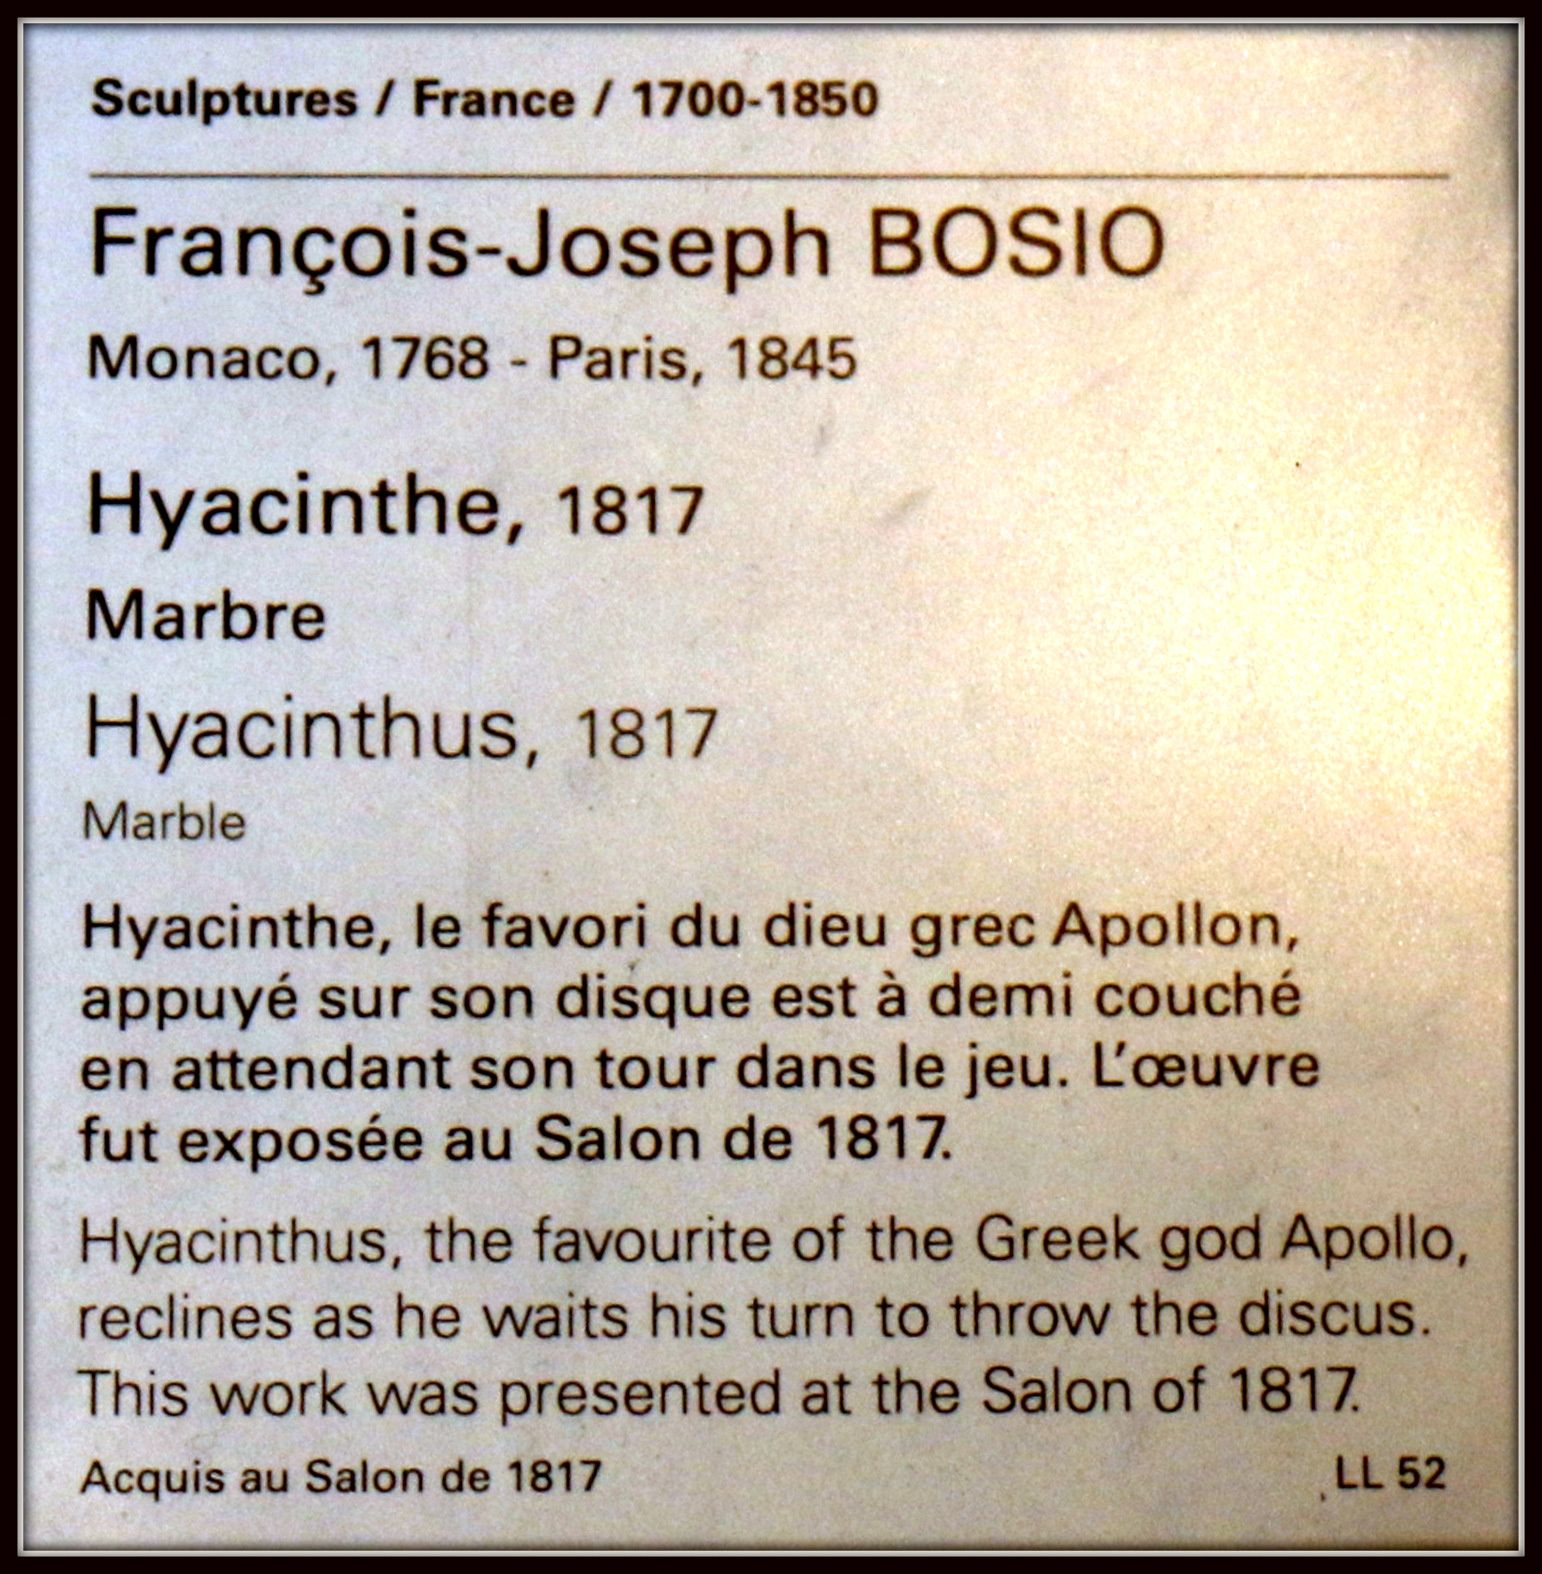 Sculptures / France / 1700-1850
François-Joseph BOSIO
Monaco, 1768 - Paris, 1845
Hyacinthe, 1817
Marbre
Hyacinthus, 1817
Marble
Hyacinthe, le favori du dieu grec Apollon,
appuyé sur son disque est à demi couché
en attendant son tour dans le jeu. L'œuvre
fut exposée au Salon de 1817.
Hyacinthus, the favourite of the Greek god Apollo,
reclines as he waits his turn to throw the discus.
This work was presented at the Salon of 1817.
Acquis au Salon de 1817 LL 52